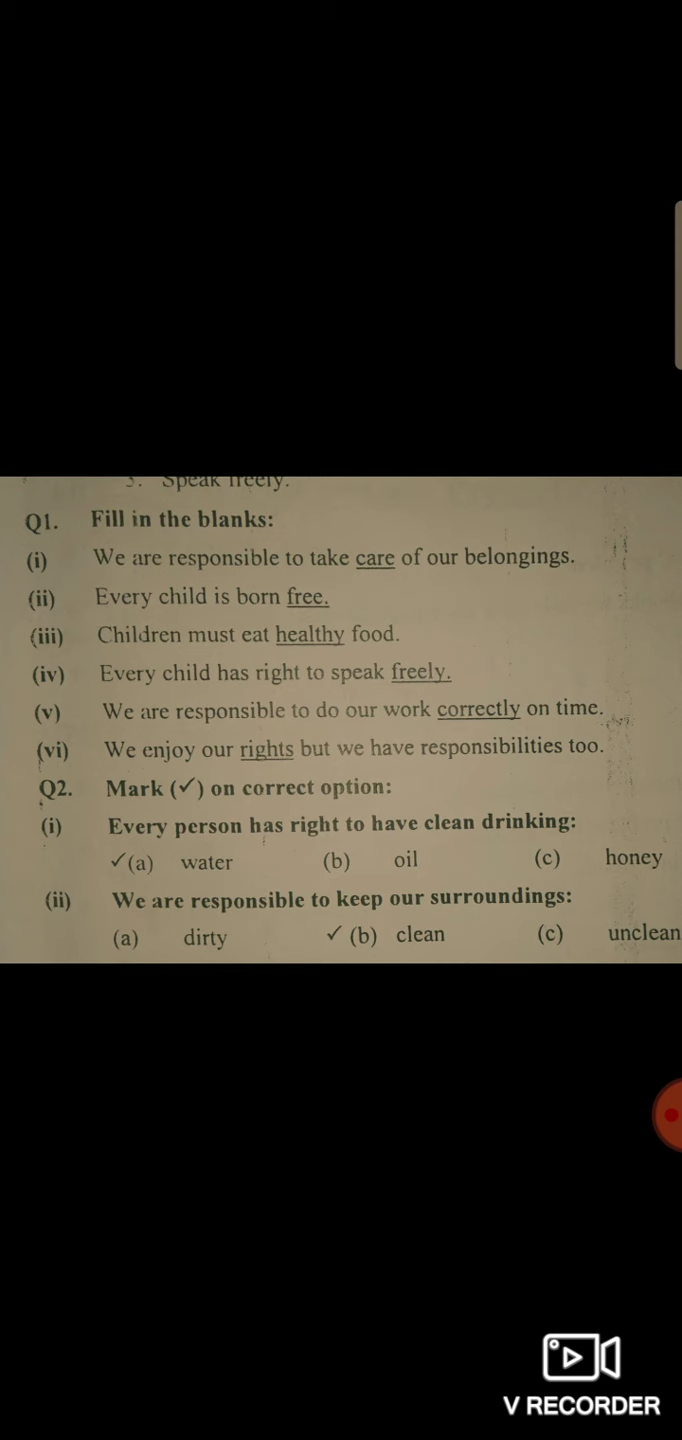 3. Speak freely.
Q1. Fill in the blanks:
(i) We are responsible to take care of our belongings.
(ii) Every child is born free.
(iii) Children must eat healthy food.
(iv) Every child has right to speak freely.
(v) We are responsible to do our work correctly on time.
(vi) We enjoy our rights but we have responsibilities too.
Q2. Mark (✓) on correct option:
(i) Every person has right to have clean drinking:
✓(a) water (b) oil (c) honey
(ii) We are responsible to keep our surroundings:
(a) dirty ✓ (b) clean (c) unclean
V RECORDER